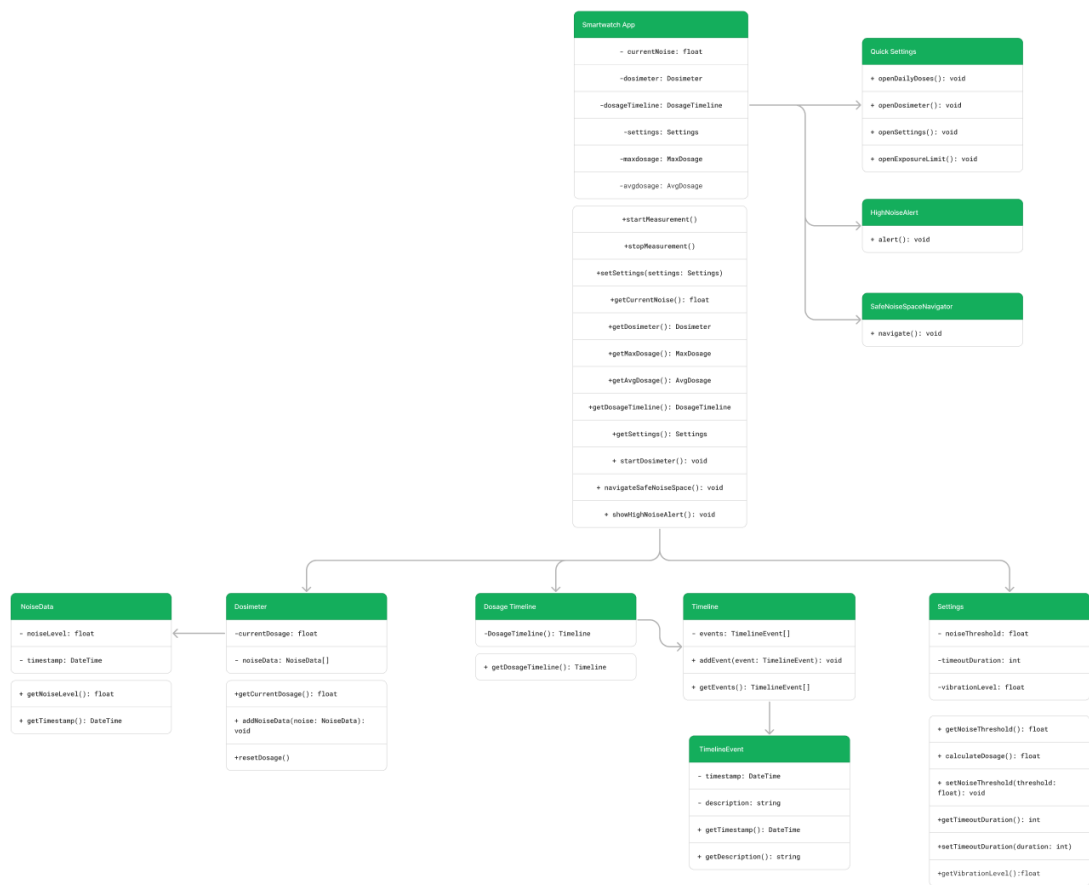 Smartwatch App
- currentNoise: float
-dosimeter: Dosimeter
-dosageTimeline: DosageTimeline
-settings: Settings
-maxdosage: MaxDosage
-avgdosage: AvgDosage
+startMeasurement()
+stopMeasurement()
+setSettings(settings: Settings)
+getCurrentNoise(): float
+getDosimeter(): Dosimeter
+getMaxDosage(): MaxDosage
+getAvgDosage(): AvgDosage
+getDosageTimeline(): DosageTimeline
+getSettings(): Settings
+ startDosimeter(): void
+ navigateSafeNoiseSpace(): void
+ showHighNoiseAlert(): void
Quick Settings
+ openDailyDoses(): void
+ openDosimeter(): void
+ openSettings(): void
+ openExposureLimit(): void
HighNoiseAlert
+ alert(): void
SafeNoiseSpaceNavigator
+ navigate(): void
NoiseData
- noiseLevel: float
- timestamp: DateTime
+ getNoiseLevel(): float
+ getTimestamp(): DateTime
Dosimeter
-currentDosage: float
- noiseData: NoiseData[]
+getCurrentDosage(): float
+ addNoiseData(noise: NoiseData):
void
+resetDosage()
Dosage Timeline
-DosageTimeline(): Timeline
+ getDosageTimeline(): Timeline
Timeline
- events: TimelineEvent[]
+ addEvent(event: TimelineEvent): void
+ getEvents(): TimelineEvent[]
TimelineEvent
- timestamp: DateTime
- description: string
+ getTimestamp(): DateTime
+ getDescription(): string
Settings
- noiseThreshold: float
-timeoutDuration: int
-vibrationLevel: float
+ getNoiseThreshold(): float
+ calculateDosage(): float
+ setNoiseThreshold(threshold:
float): void
+getTimeoutDuration(): int
+setTimeoutDuration(duration: int)
+getVibrationLevel():float